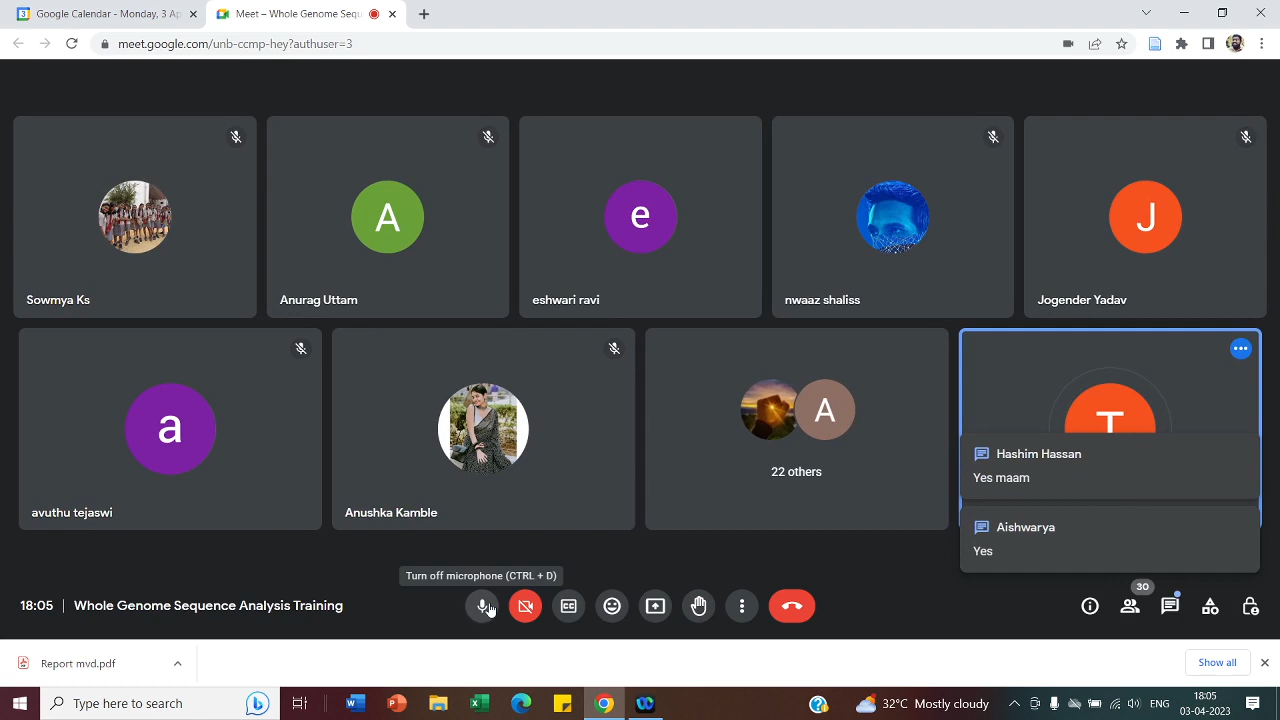 Google Calendar - Monday, 3 Ap
Meet – Whole Genome Sequ
meet.google.com/unb-ccmp-hey?authuser=3
A
e
J
Sowmya Ks
Anurag Uttam
eshwari ravi
nwaaz shaliss
Jogender Yadav
a
A
T
22 others
Hashim Hassan
Yes maam
avuthu tejaswi
Anushka Kamble
Aishwarya
Yes
Turn off microphone (CTRL + D)
30
18:05 | Whole Genome Sequence Analysis Training
CC
Report mvd.pdf
Show all
Type here to search
32°C Mostly cloudy
ENG
18:05
03-04-2023